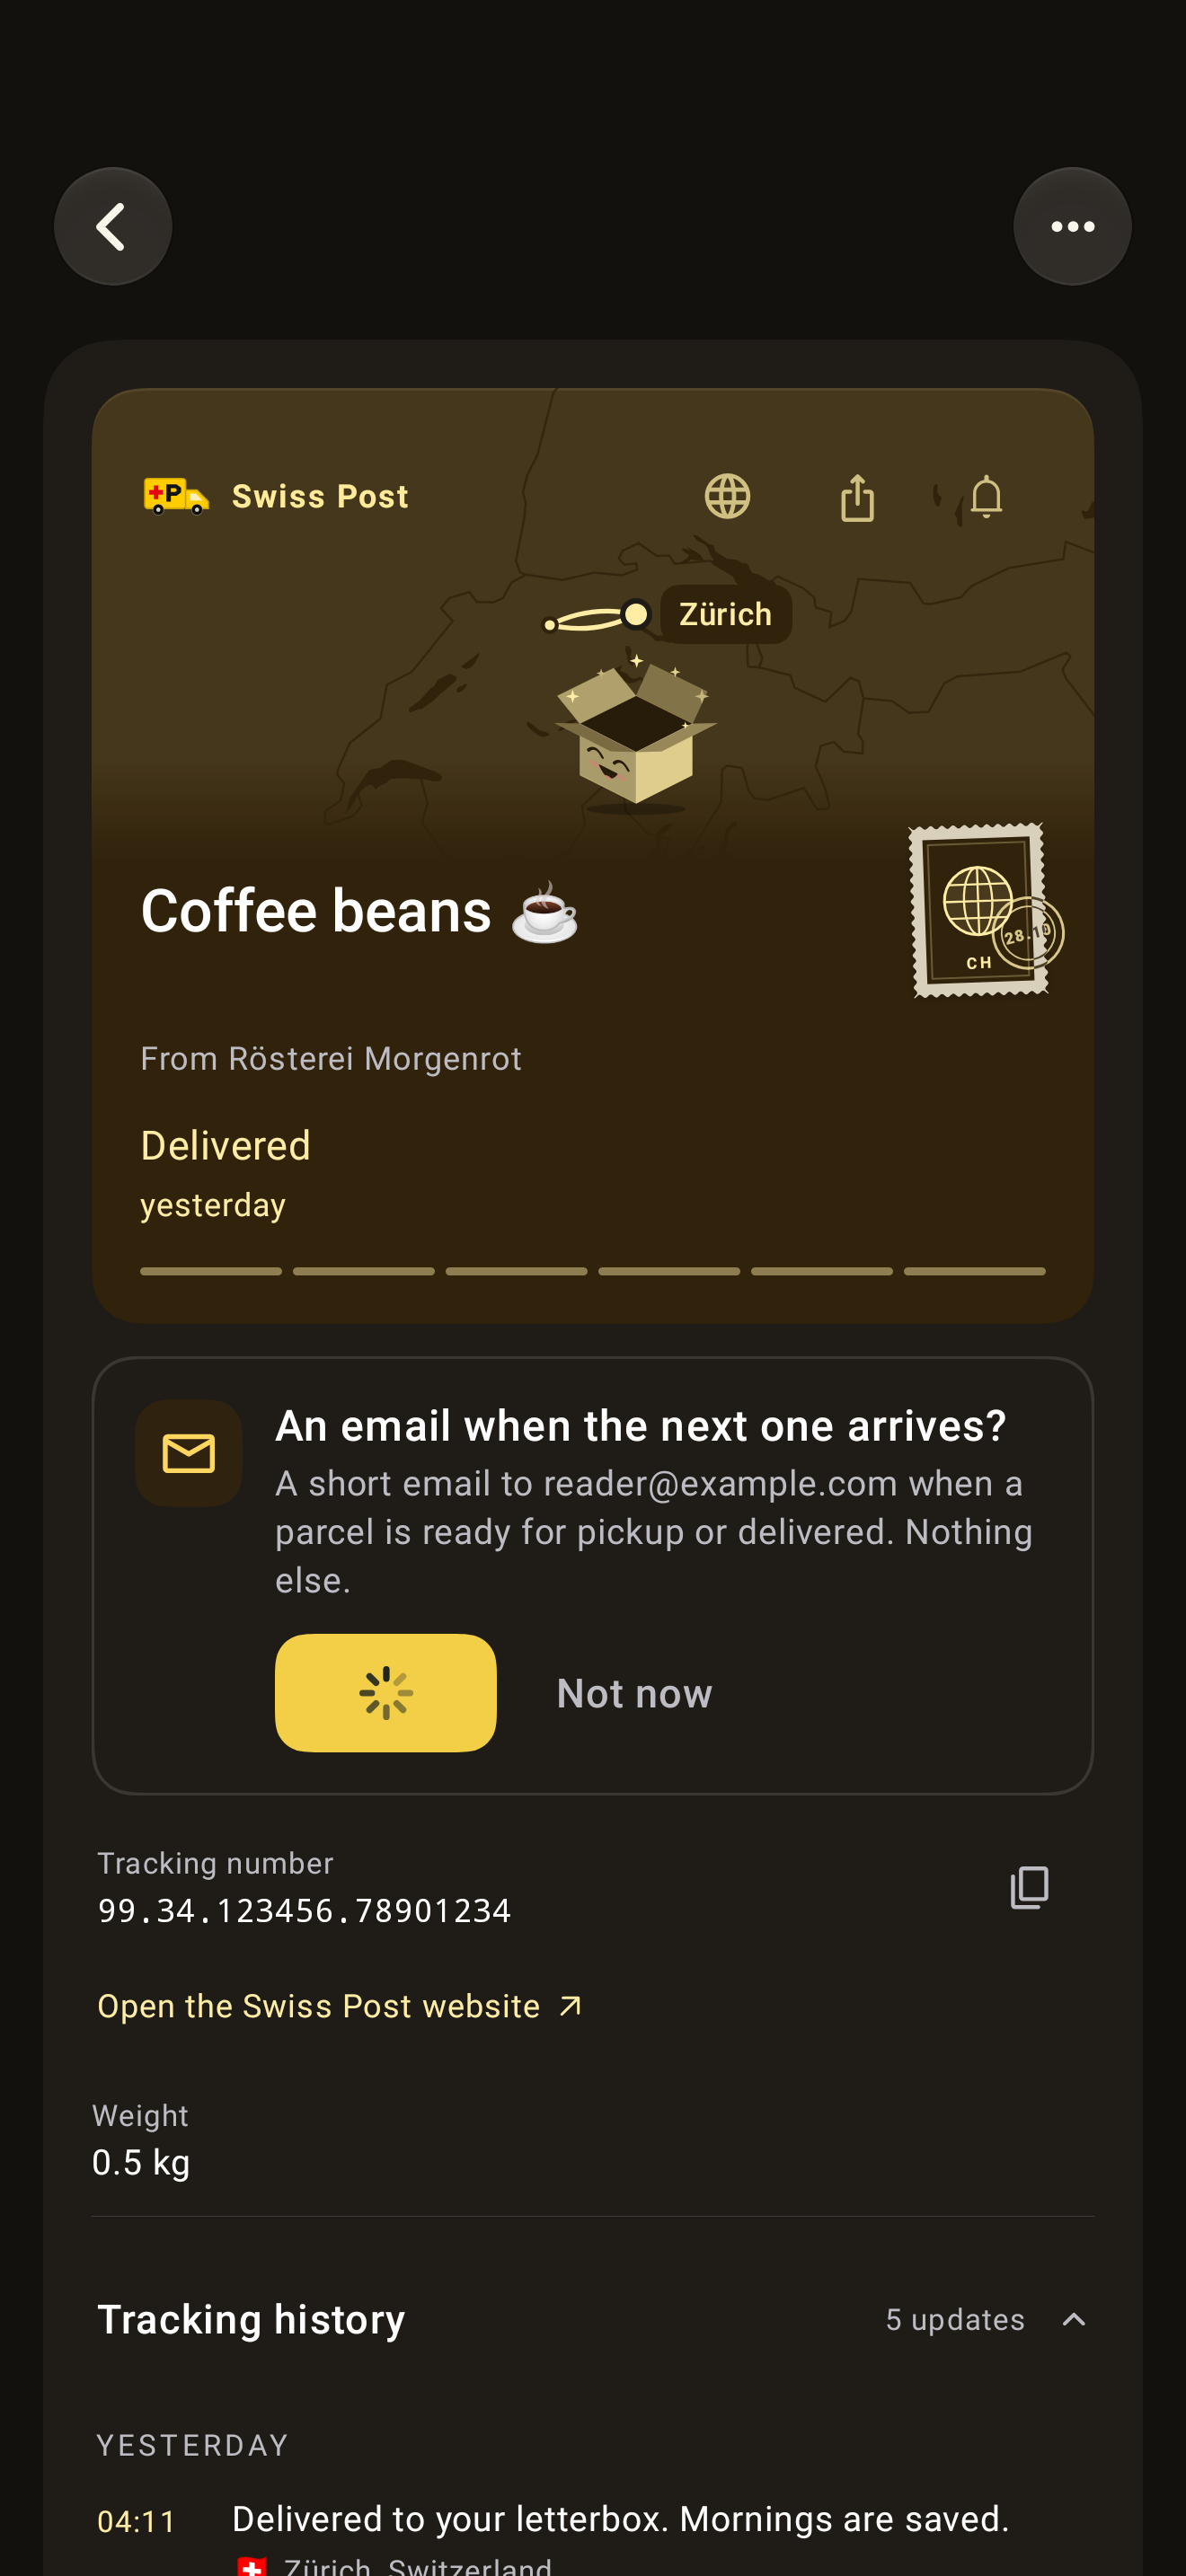 Swiss Post
Zürich
Coffee beans ☕
28.10
CH
From Rösterei Morgenrot
Delivered
yesterday
An email when the next one arrives?
A short email to reader@example.com when a
parcel is ready for pickup or delivered. Nothing
else.
Not now
Tracking number
99.34.123456.78901234
Open the Swiss Post website
Weight
0.5 kg
Tracking history
5 updates
YESTERDAY
04:11
Delivered to your letterbox. Mornings are saved.
Zürich, Switzerland